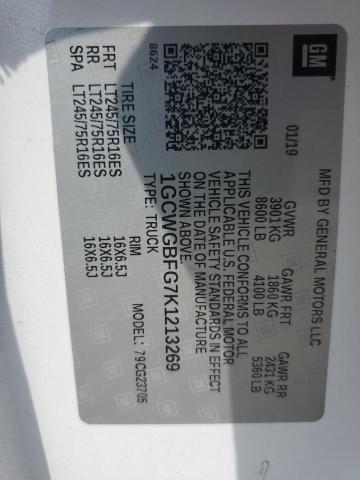 GM
MFD BY GENERAL MOTORS LLC
01/19
GVWR GAWR FRT GAWR RR
3901 KG 1860 KG 2431 KG
8600 LB 4100 LB 5360 LB
THIS VEHICLE CONFORMS TO ALL
APPLICABLE U.S. FEDERAL MOTOR
VEHICLE SAFETY STANDARDS IN EFFECT
ON THE DATE OF MANUFACTURE
SHOWN ABOVE.
1GCWGBFG7K1213269
TYPE: TRUCK
MODEL: 79CG23705
8624
TIRE SIZE RIM
FRT LT245/75R16ES 16X6.5J
RR LT245/75R16ES 16X6.5J
SPA LT245/75R16ES 16X6.5J